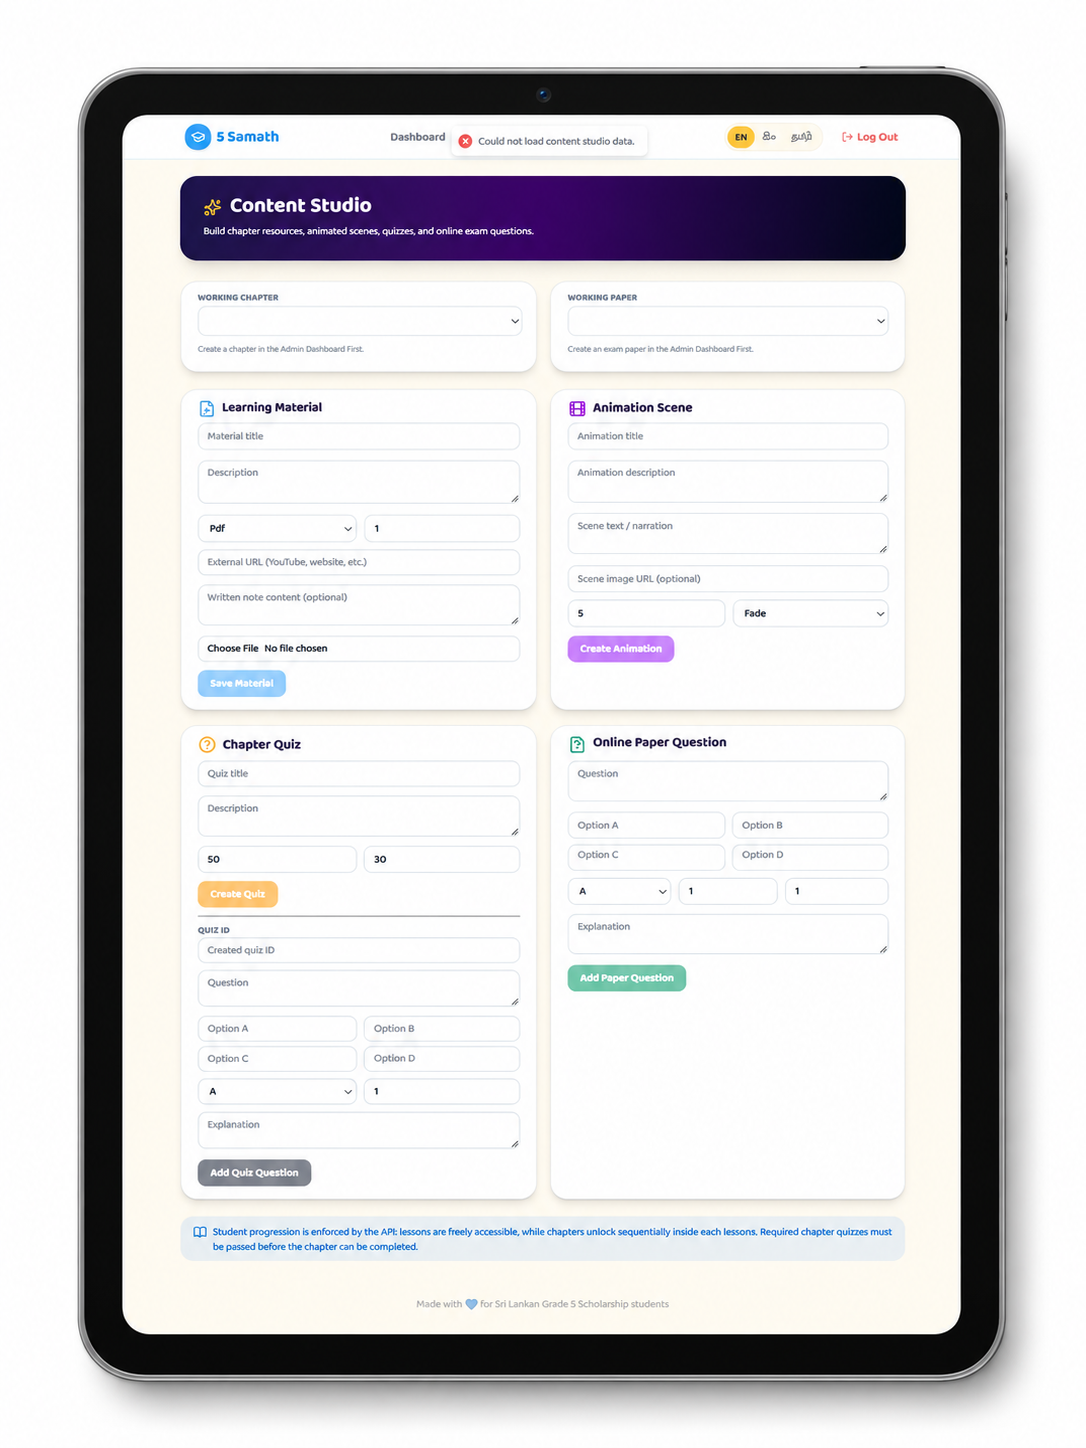 5 Samath
Dashboard
Could not load content studio data.
EN
සිං
தமிழ்
Log Out
Content Studio
Build chapter resources, animated scenes, quizzes, and online exam questions.
WORKING CHAPTER
Create a chapter in the Admin Dashboard First.
WORKING PAPER
Create an exam paper in the Admin Dashboard First.
Learning Material
Material title
Description
Pdf
1
External URL (YouTube, website, etc.)
Written note content (optional)
Choose File No file chosen
Save Material
Animation Scene
Animation title
Animation description
Scene text / narration
Scene image URL (optional)
5
Fade
Create Animation
Chapter Quiz
Quiz title
Description
50
30
Create Quiz
QUIZ ID
Created quiz ID
Question
Option A
Option B
Option C
Option D
A
1
Explanation
Add Quiz Question
Online Paper Question
Question
Option A
Option B
Option C
Option D
A
1
1
Explanation
Add Paper Question
Student progression is enforced by the API: lessons are freely accessible, while chapters unlock sequentially inside each lessons. Required chapter quizzes must
be passed before the chapter can be completed.
Made with 💙 for Sri Lankan Grade 5 Scholarship students